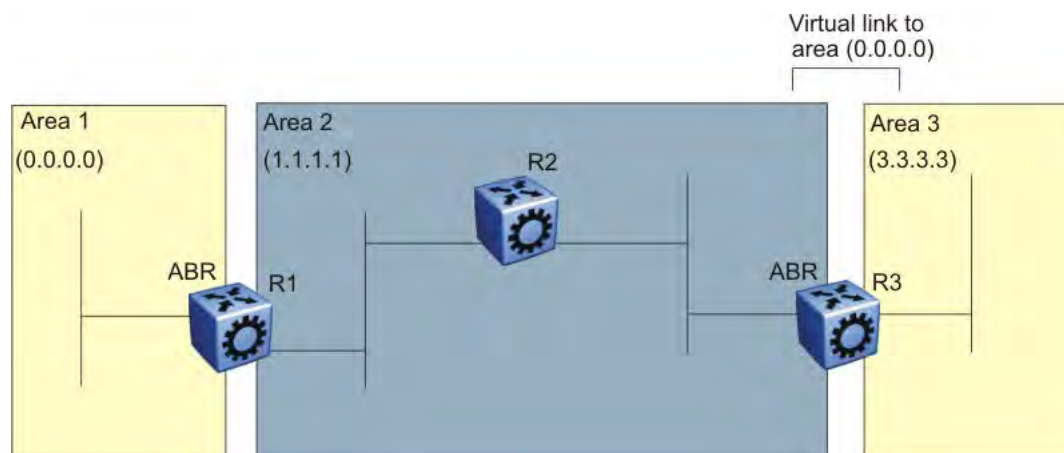 Virtual link to
area (0.0.0.0)
Area 1
(0.0.0.0)
Area 2
(1.1.1.1)
Area 3
(3.3.3.3)
R2
ABR
R1
ABR
R3